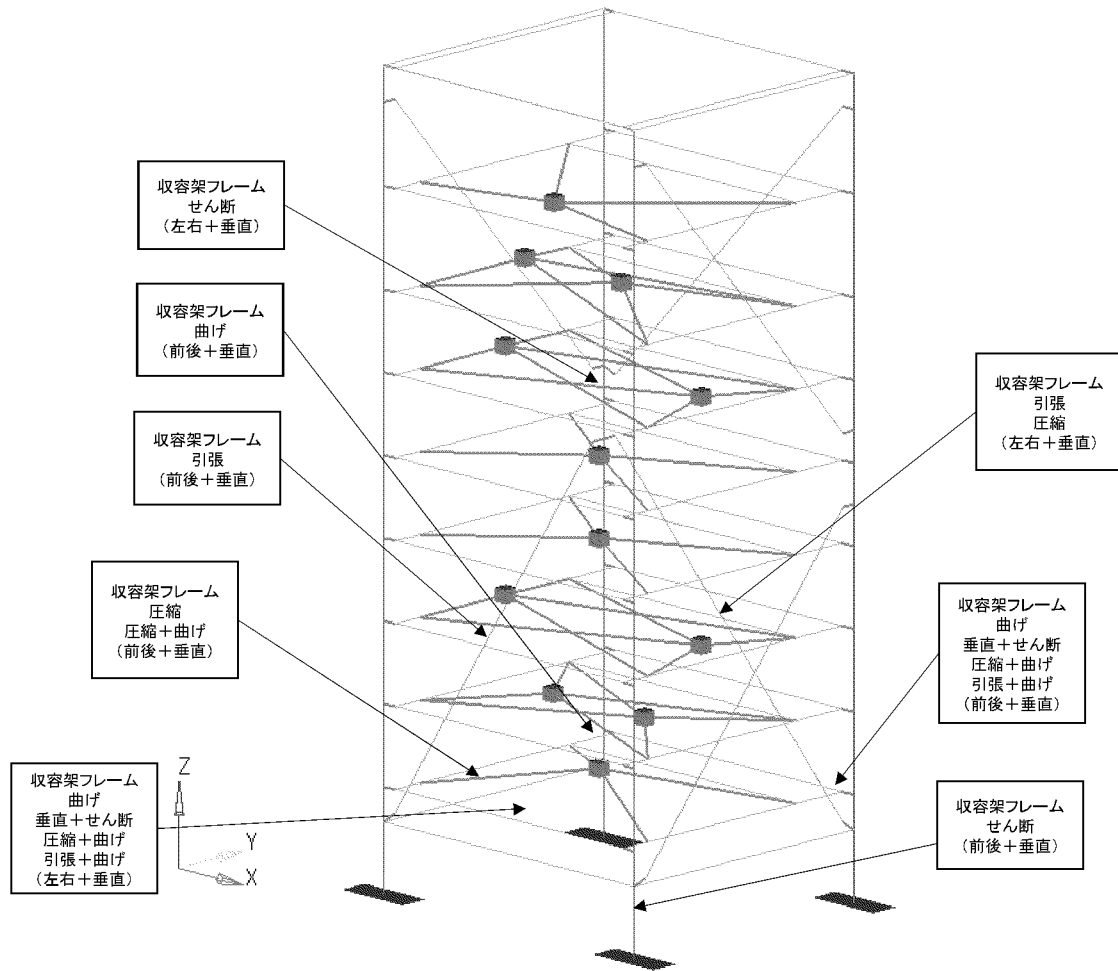 収容架フレーム
せん断
(左右+垂直)
収容架フレーム
曲げ
(前後+垂直)
収容架フレーム
引張
(前後+垂直)
収容架フレーム
圧縮
圧縮+曲げ
(前後+垂直)
収容架フレーム
曲げ
垂直+せん断
圧縮+曲げ
引張+曲げ
(左右+垂直)
Z
Y
X
収容架フレーム
引張
圧縮
(左右+垂直)
収容架フレーム
曲げ
垂直+せん断
圧縮+曲げ
引張+曲げ
(前後+垂直)
収容架フレーム
せん断
(前後+垂直)